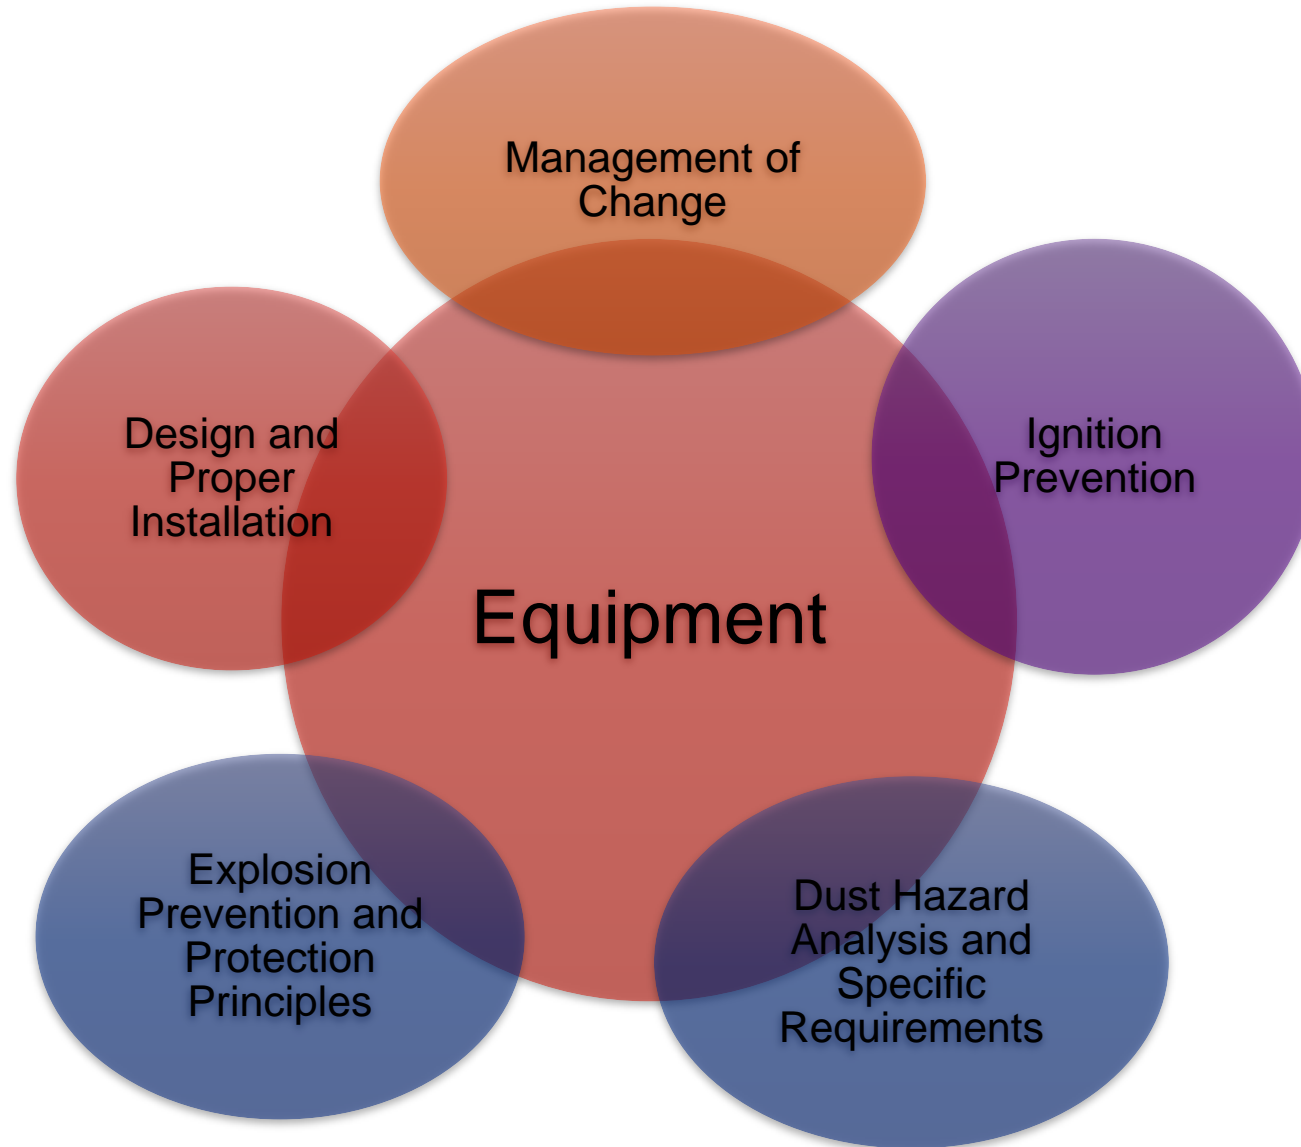 Management of
Change
Design and
Proper
Installation
Ignition
Prevention
Equipment
Explosion
Prevention and
Protection
Principles
Dust Hazard
Analysis and
Specific
Requirements